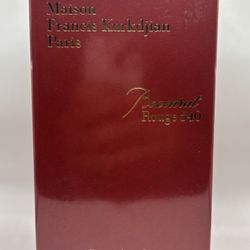 Maison
Francis Kurkdjian
Paris
Baccarat
Rouge 540